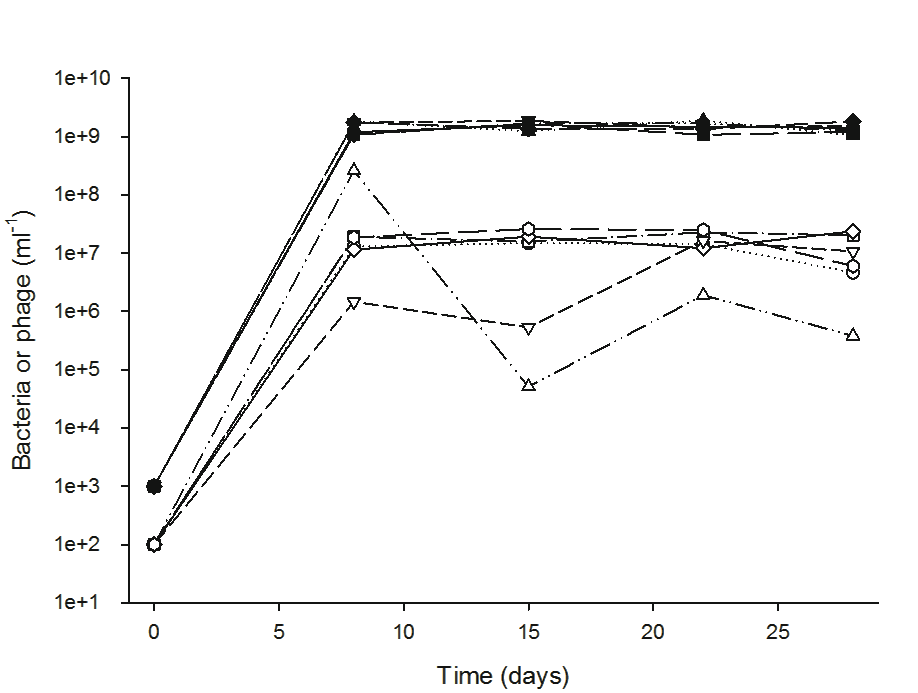 1e+10
1e+9
1e+8
1e+7
1e+6
1e+5
1e+4
1e+3
1e+2
1e+1
Bacteria or phage (ml⁻¹)
0 5 10 15 20 25
Time (days)